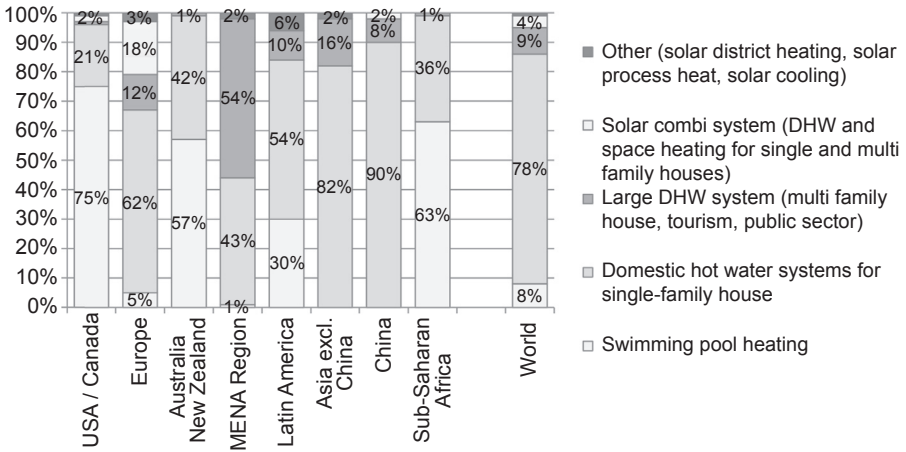 100%
90%
80%
70%
60%
50%
40%
30%
20%
10%
0%
2%
21%
75%
3%
18%
12%
62%
5%
1%
42%
57%
2%
54%
43%
1%
6%
10%
54%
30%
2%
16%
82%
2%
8%
90%
1%
36%
63%
4%
9%
78%
8%
USA / Canada
Europe
Australia
New Zealand
MENA Region
Latin America
Asia excl.
China
China
Sub-Saharan
Africa
World
Other (solar district heating, solar
process heat, solar cooling)
Solar combi system (DHW and
space heating for single and multi
family houses)
Large DHW system (multi family
house, tourism, public sector)
Domestic hot water systems for
single-family house
Swimming pool heating